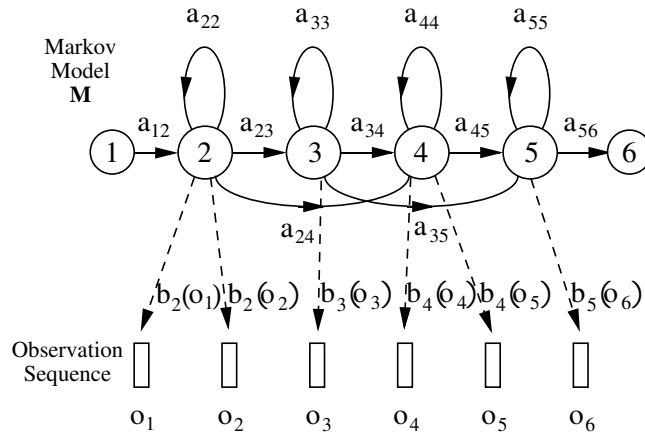 a22 a33 a44 a55
Markov
Model
M
a12 a23 a34 a45 a56
1 2 3 4 5 6
a24 a35
b2(o1) b2(o2) b3(o3) b4(o4) b4(o5) b5(o6)
Observation
Sequence
o1 o2 o3 o4 o5 o6